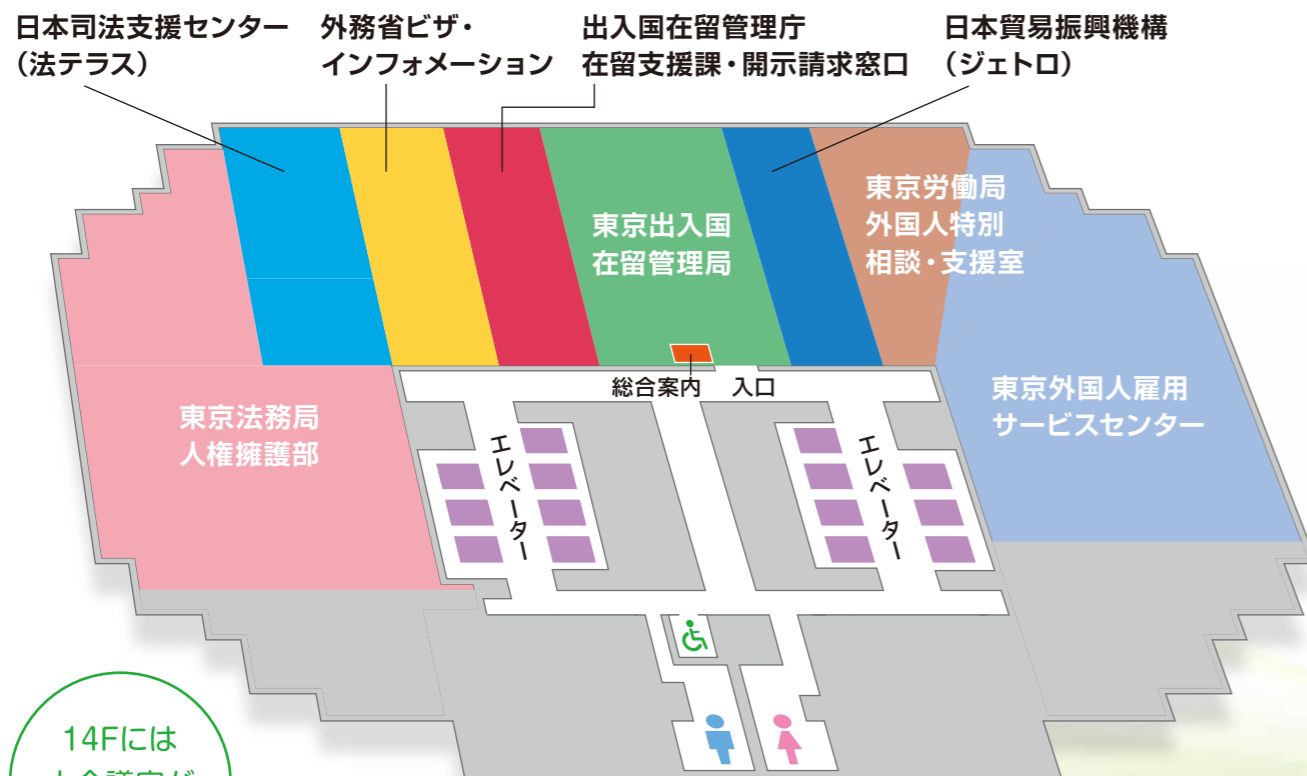 日本司法支援センター
（法テラス）
外務省ビザ・
インフォメーション
出入国在留管理庁
在留支援課・開示請求窓口
日本貿易振興機構
（ジェトロ）
東京出入国
在留管理局
東京労働局
外国人特別
相談・支援室
総合案内
入口
東京法務局
人権擁護部
東京外国人雇用
サービスセンター
エレベーター
エレベーター
14Fには